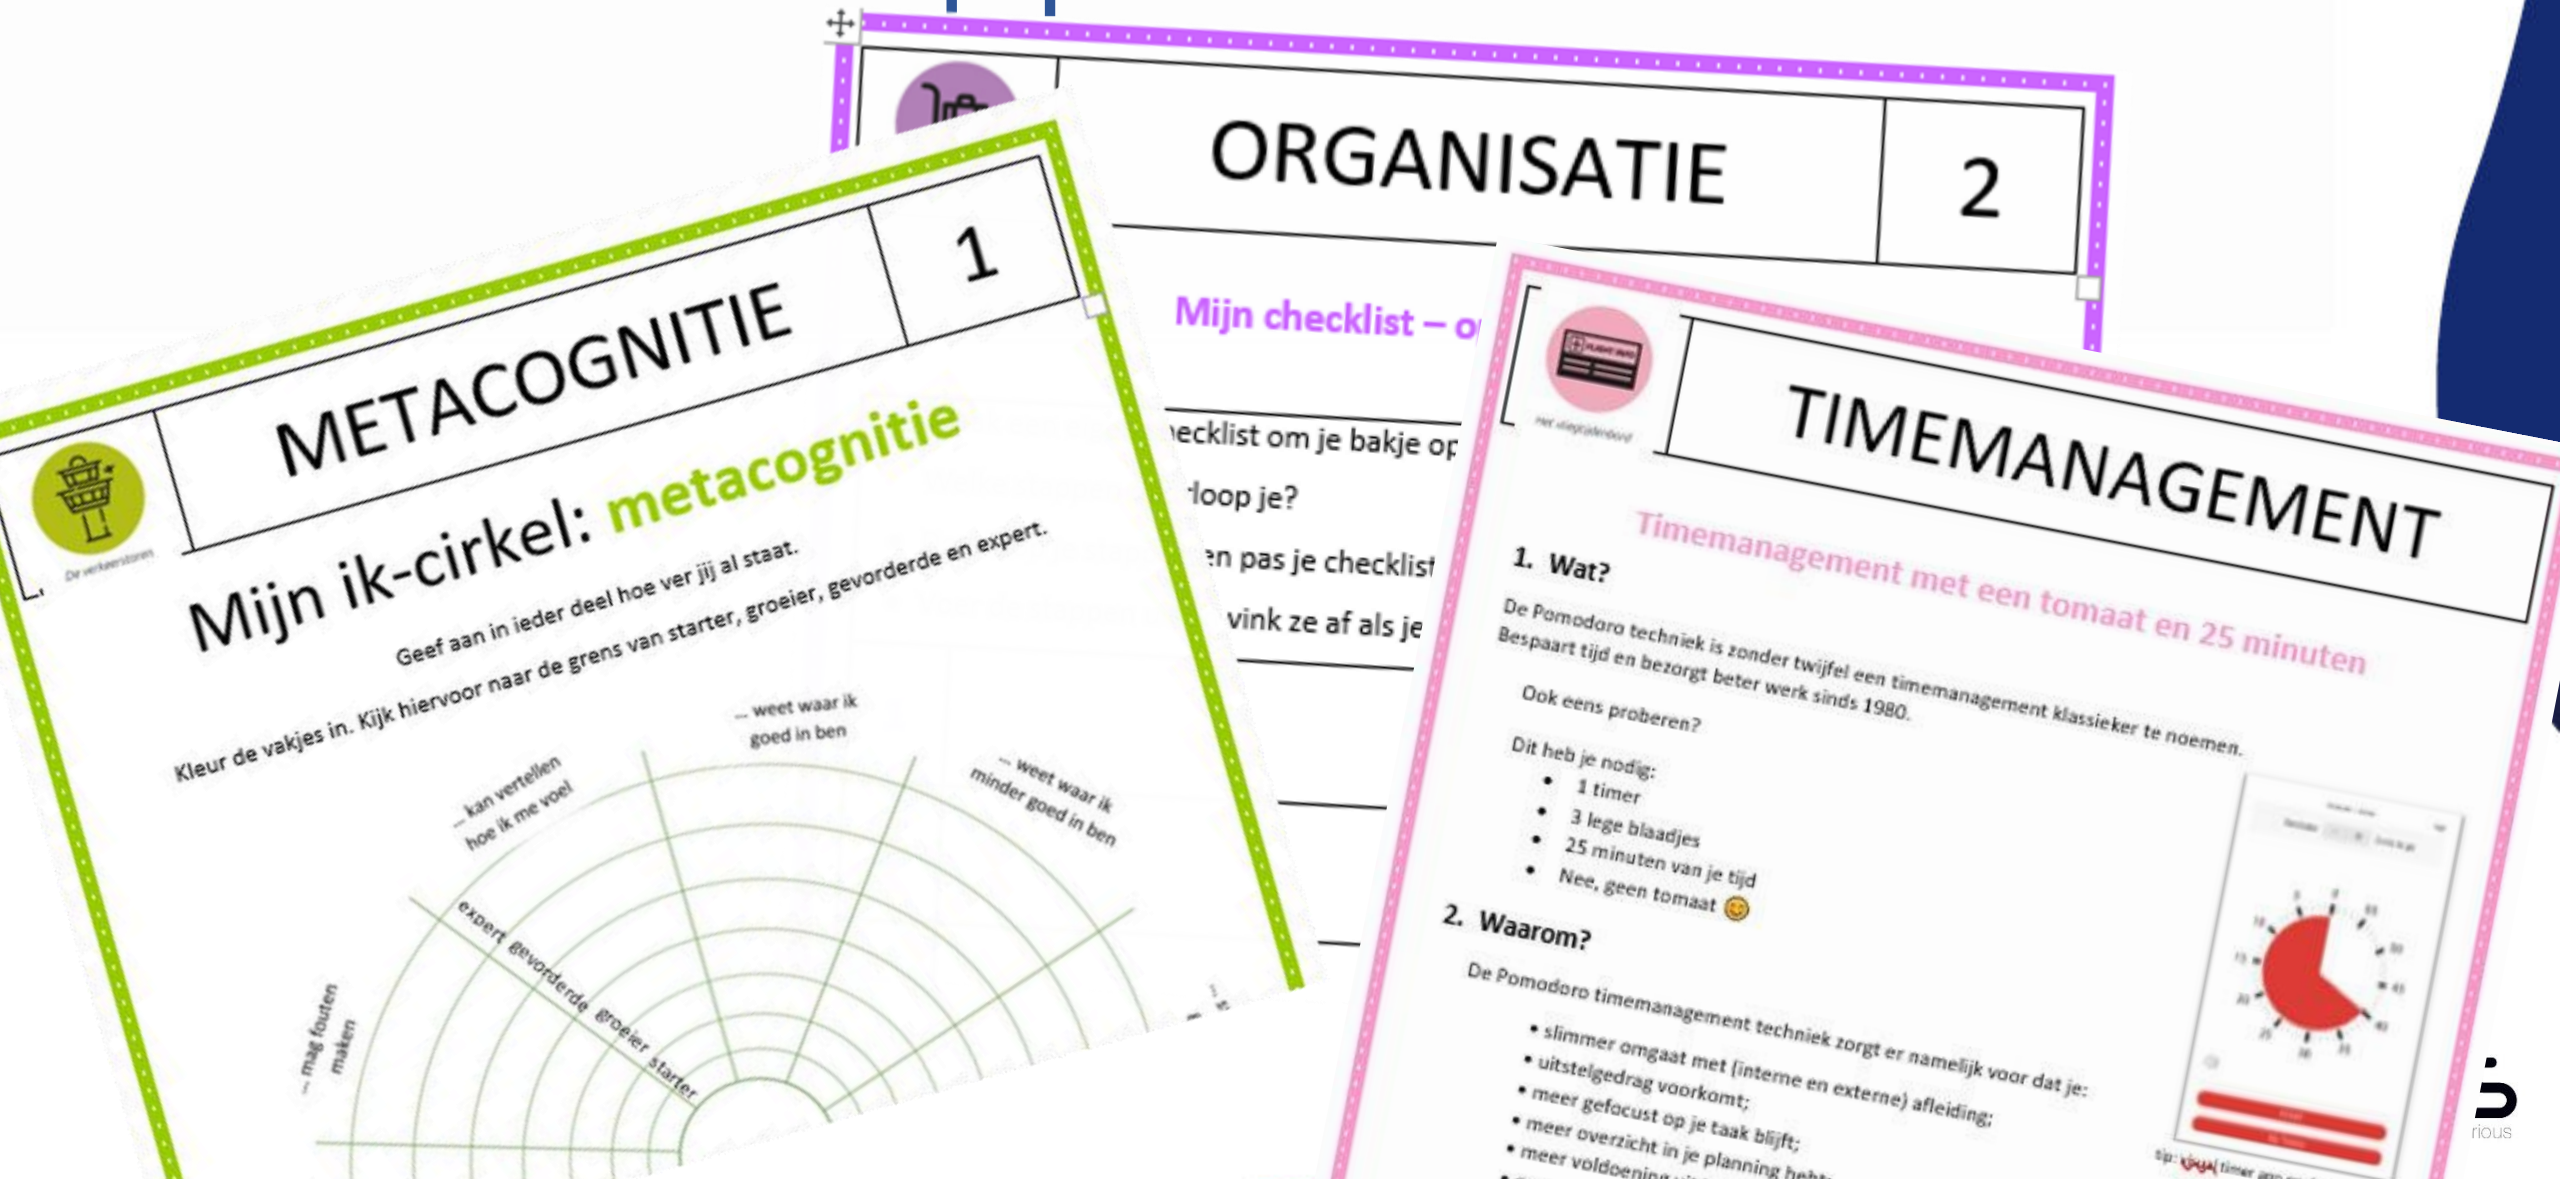 METACOGNITIE
1
De verkeerstoren
Mijn ik-cirkel: metacognitie
Geef aan in ieder deel hoe ver jij al staat.
Kleur de vakjes in. Kijk hiervoor naar de grens van starter, groeier, gevorderde en expert.
... mag fouten
maken
... kan vertellen
hoe ik me voel
... weet waar ik
goed in ben
... weet waar ik
minder goed in ben
expert gevorderde groeier starter
ORGANISATIE
2
Mijn checklist –
om je bakje
je?
pas je checklist
vink ze af als je
TIMEMANAGEMENT
Timemanagement met een tomaat en 25 minuten
1. Wat?
De Pomodoro techniek is zonder twijfel een timemanagement klassieker te noemen.
Bespaart tijd en bezorgt beter werk sinds 1980.
Ook eens proberen?
Dit heb je nodig:
• 1 timer
• 3 lege blaadjes
• 25 minuten van je tijd
• Nee, geen tomaat 😊
2. Waarom?
De Pomodoro timemanagement techniek zorgt er namelijk voor dat je:
• slimmer omgaat met (interne en externe) afleiding;
• uitstelgedrag voorkomt;
• meer gefocust op je taak blijft;
• meer overzicht in je planning
• meer voldoening
tip: visual timer
rious